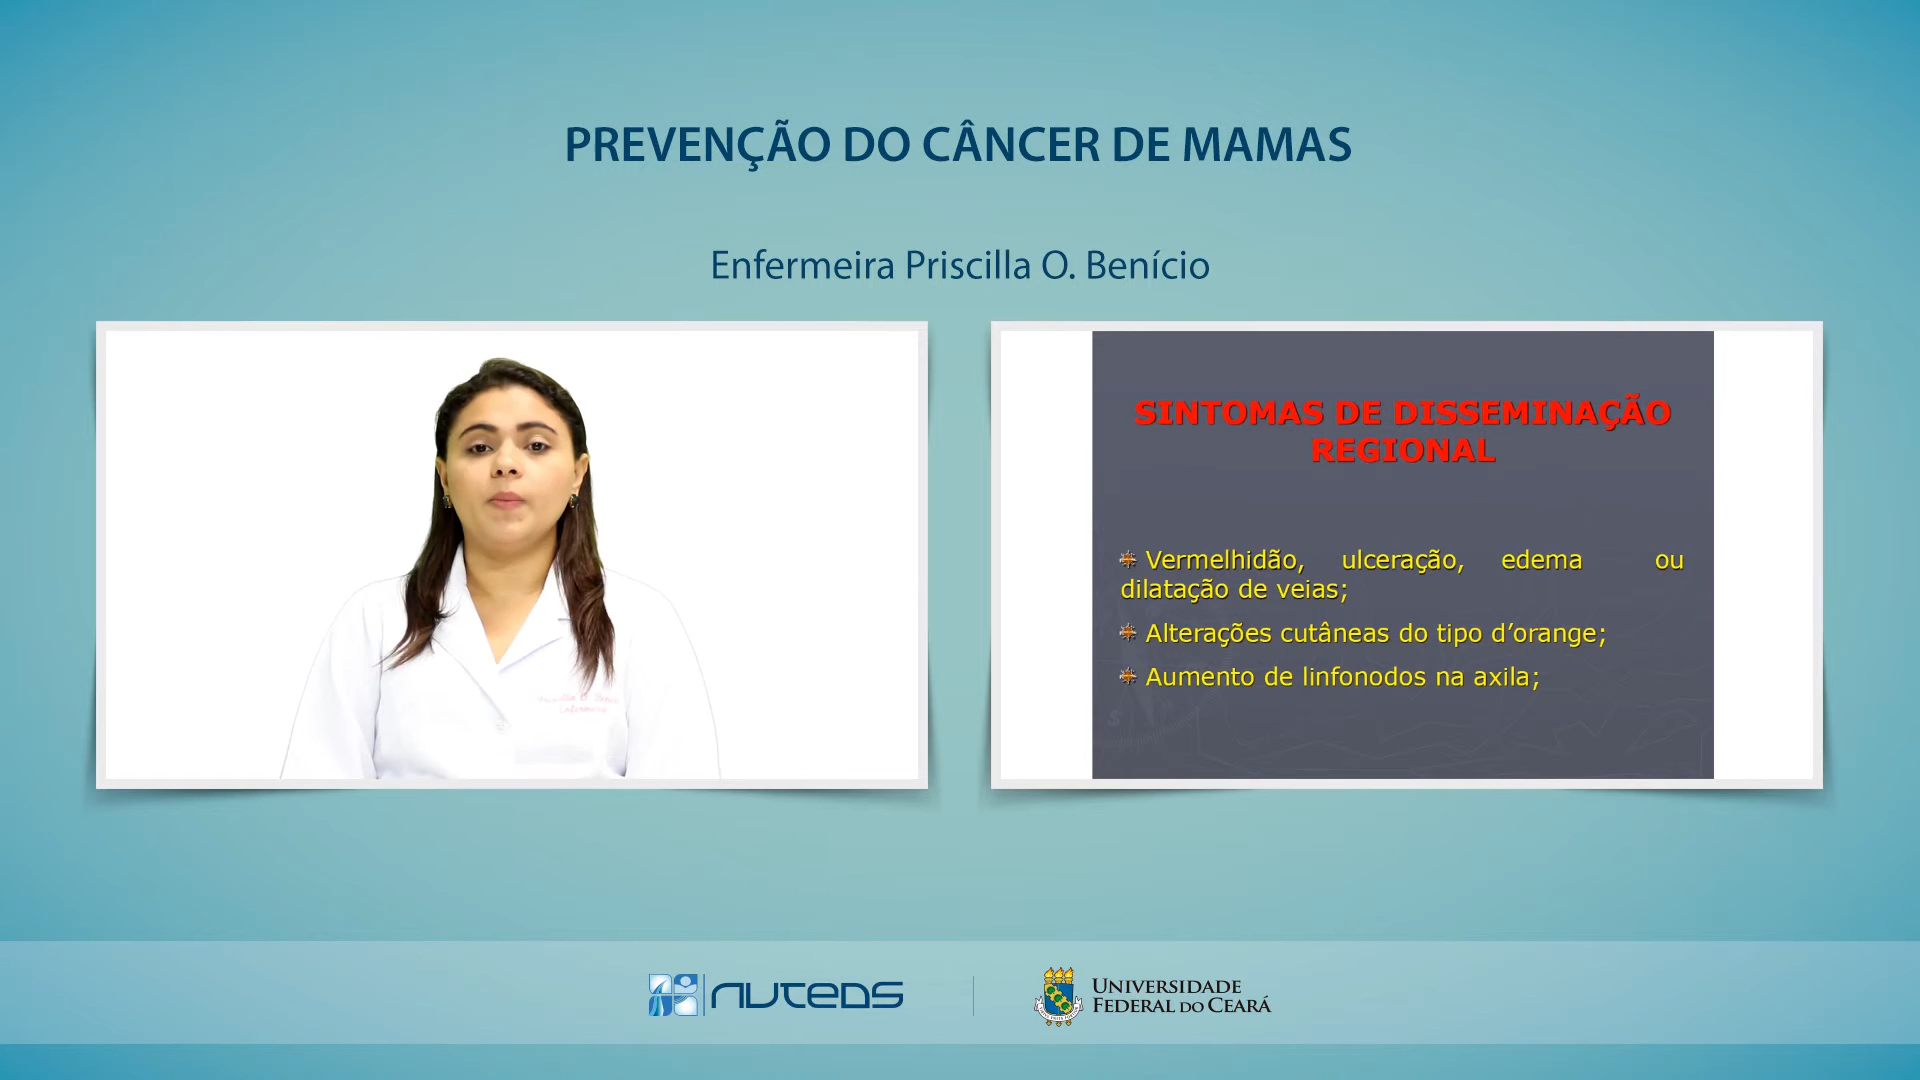 PREVENÇÃO DO CÂNCER DE MAMAS
Enfermeira Priscilla O. Benício
SINTOMAS DE DISSEMINAÇÃO
REGIONAL
Vermelhidão, ulceração, edema ou
dilatação de veias;
Alterações cutâneas do tipo d’orange;
Aumento de linfonodos na axila;
NUTEDS
UNIVERSIDADE
FEDERAL DO CEARÁ